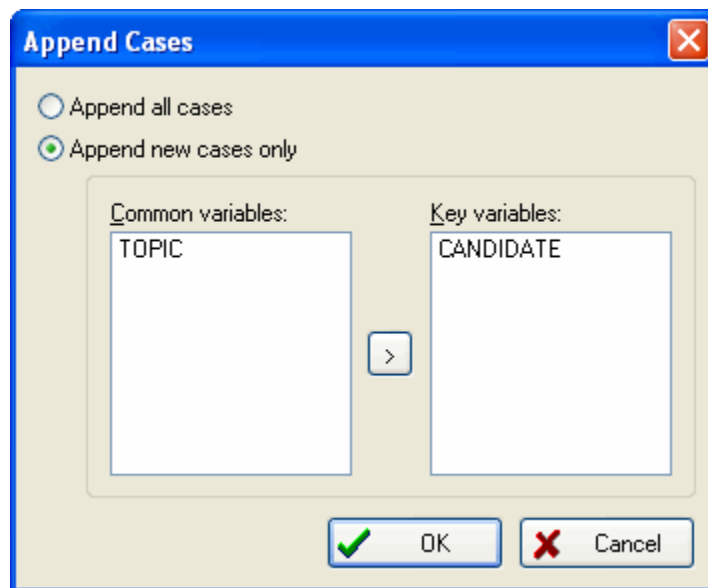 Append Cases
Append all cases
Append new cases only
Common variables: Key variables:
TOPIC CANDIDATE
>
OK Cancel